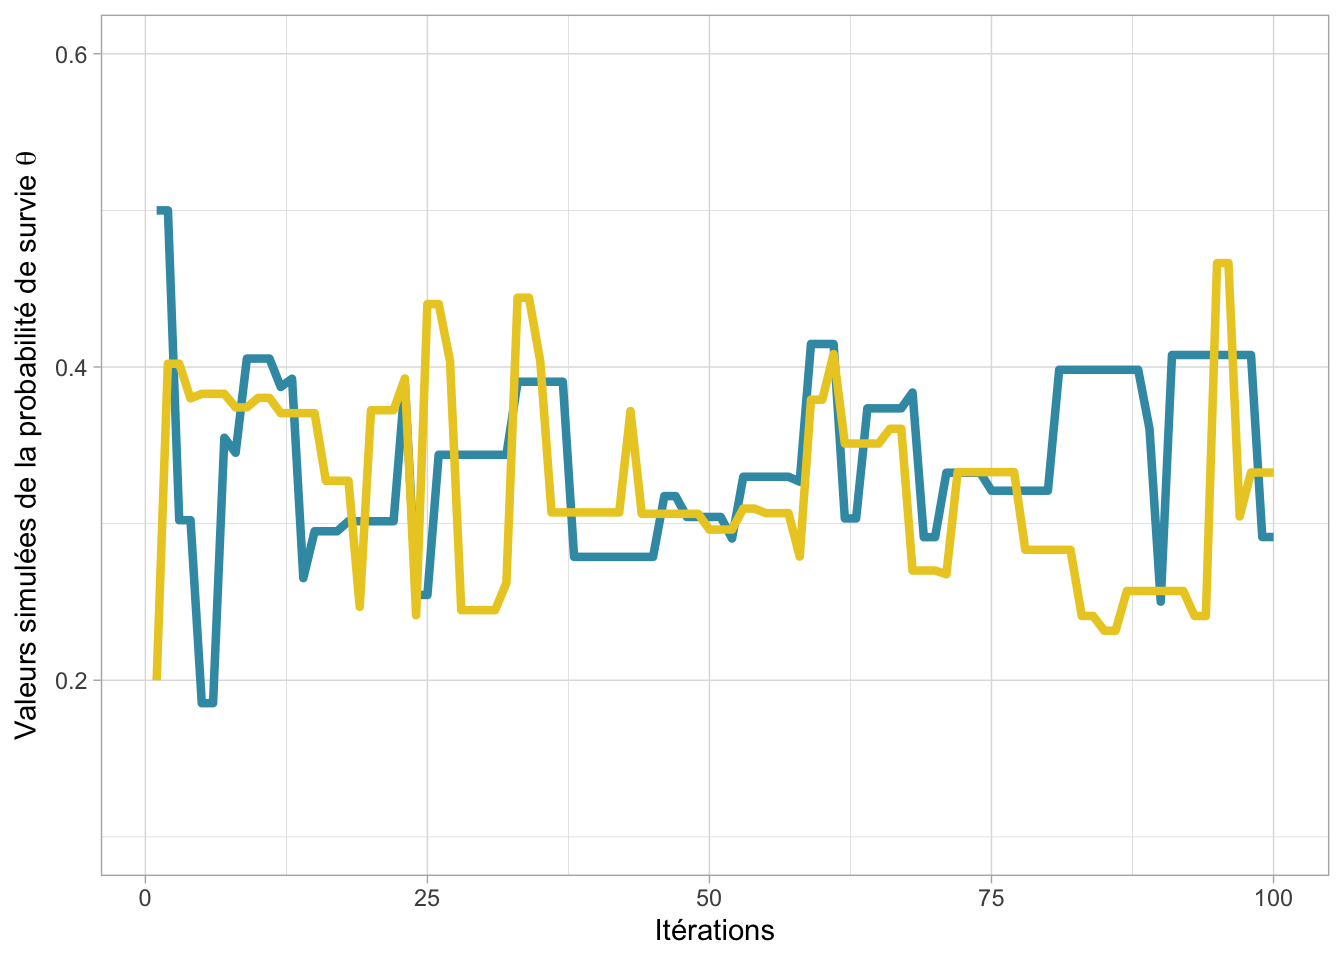 Valeurs simulées de la probabilité de survie θ
0.6
0.4
0.2
0 25 50 75 100
Itérations